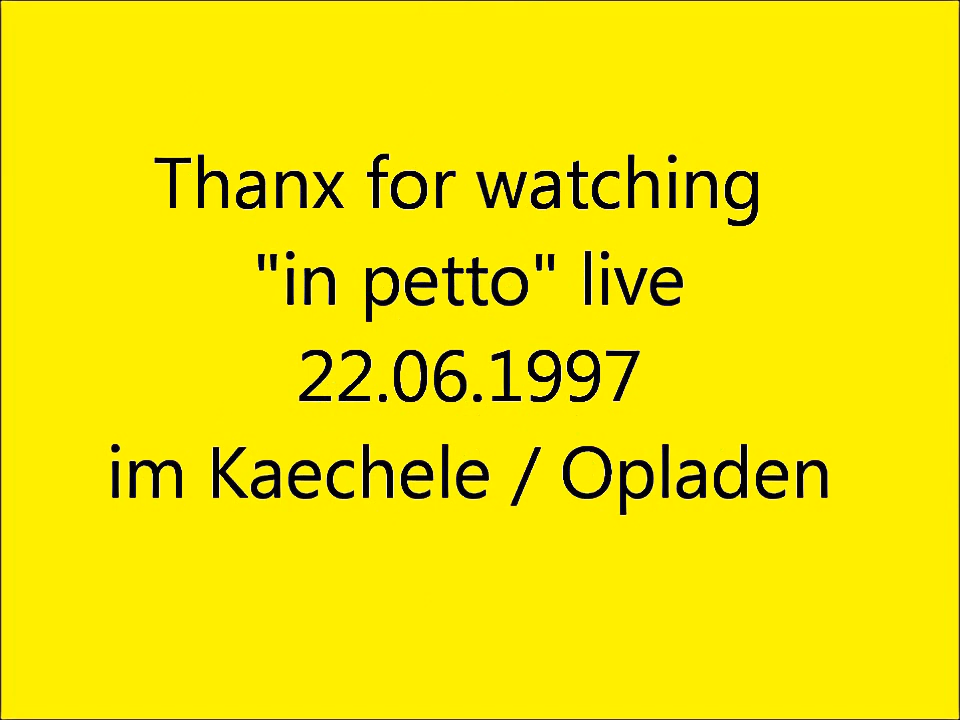 Thanx for watching
"in petto" live
22.06.1997
im Kaechele / Opladen